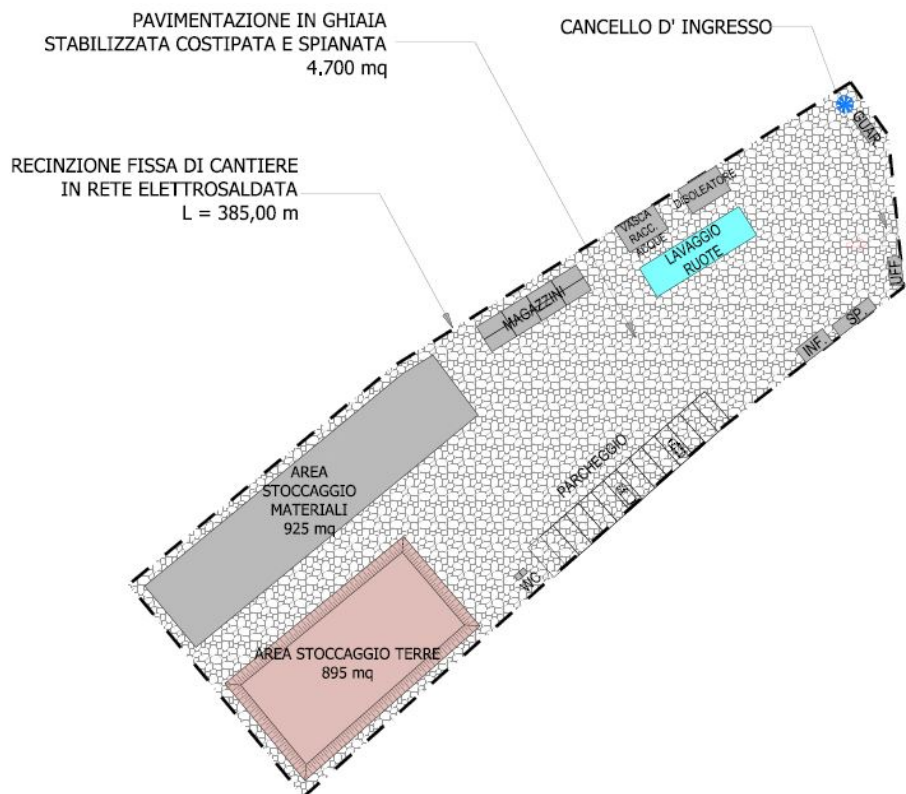 PAVIMENTAZIONE IN GHIAIA
STABILIZZATA COSTIPATA E SPIANATA
4.700 mq
CANCELLO D' INGRESSO
RECINZIONE FISSA DI CANTIERE
IN RETE ELETTROSALDATA
L = 385,00 m
GUAR.
DISOLEATORE
VASCA
RACC.
ACQUE
LAVAGGIO
RUOTE
UFF.
MAGAZZINI
SP.
INF.
PARCHEGGIO
AREA
STOCCAGGIO
MATERIALI
925 mq
WC
AREA STOCCAGGIO TERRE
895 mq